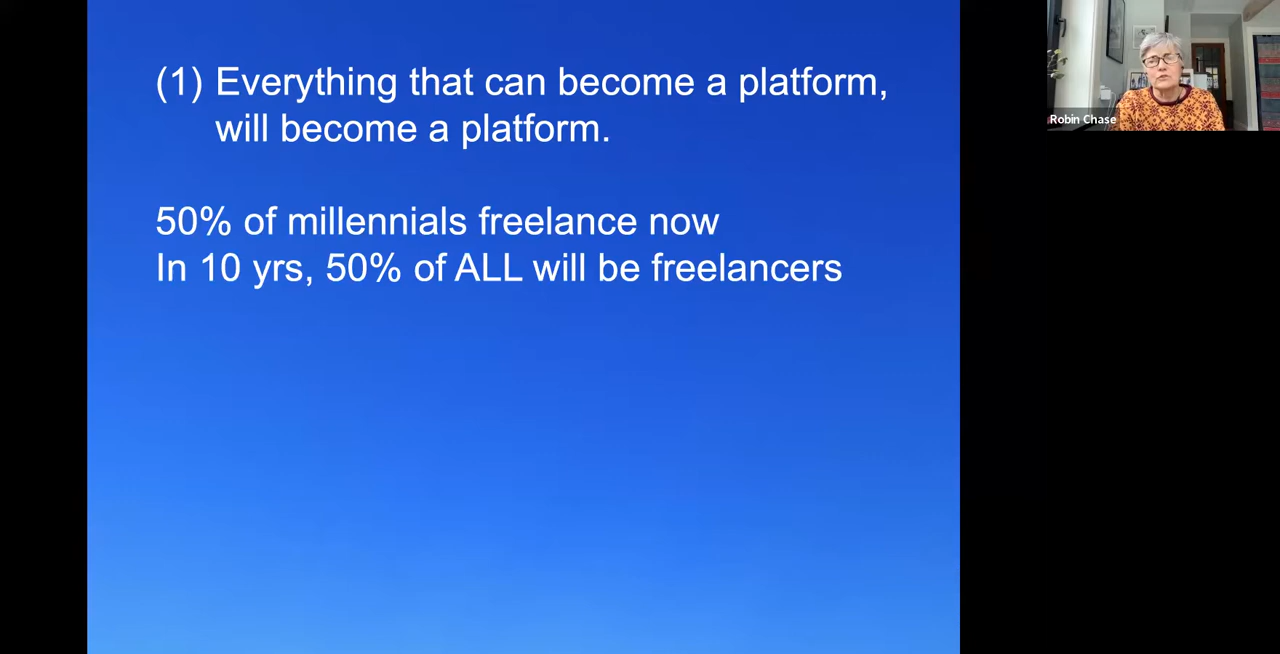 (1) Everything that can become a platform,
will become a platform.
50% of millennials freelance now
In 10 yrs, 50% of ALL will be freelancers
Robin Chase